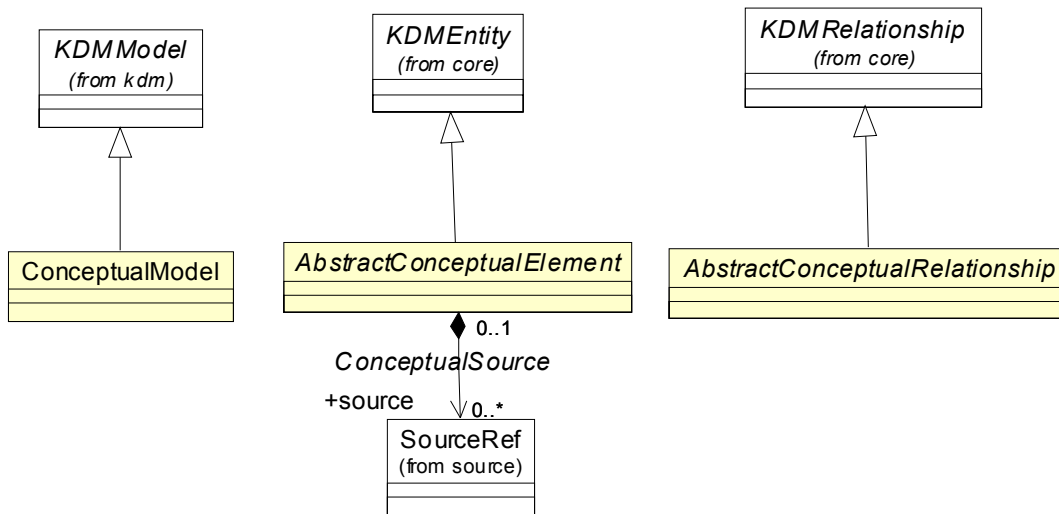 KDMModel
(from kdm)
KDMEntity
(from core)
KDMRelationship
(from core)
ConceptualModel
AbstractConceptualElement
AbstractConceptualRelationship
0..1
ConceptualSource
+source
0..*
SourceRef
(from source)